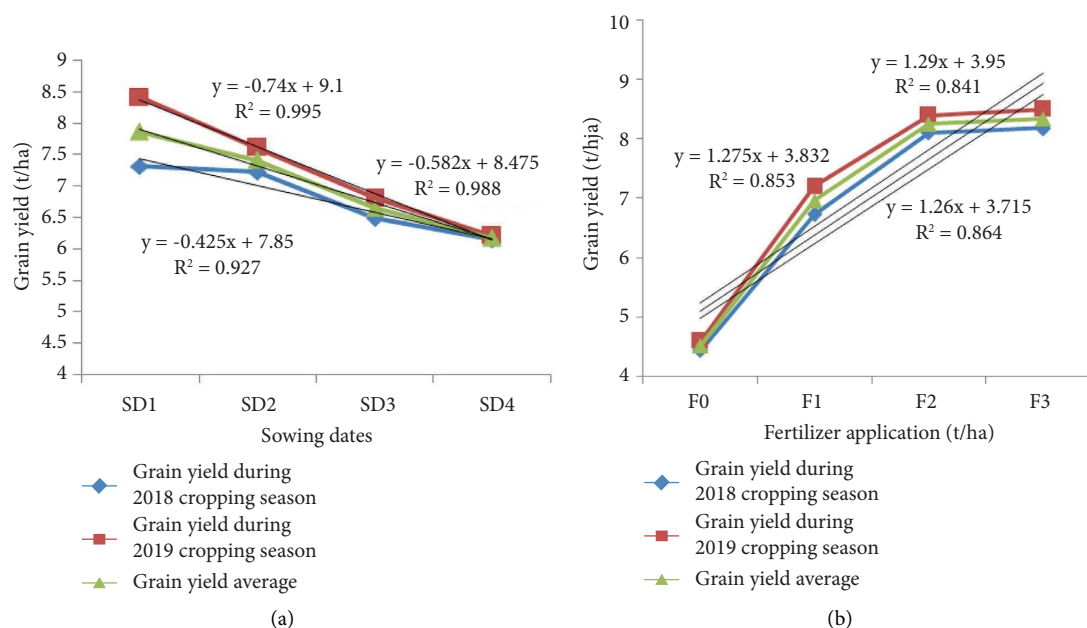 9
8.5
8
7.5
7
6.5
6
5.5
5
4.5
4
Grain yield (t/ha)
y = -0.74x + 9.1
R² = 0.995
y = -0.582x + 8.475
R² = 0.988
y = -0.425x + 7.85
R² = 0.927
SD1 SD2 SD3 SD4
Sowing dates
Grain yield during
2018 cropping season
Grain yield during
2019 cropping season
Grain yield average
(a)
10
9
8
7
6
5
4
Grain yield (t/hja)
y = 1.29x + 3.95
R² = 0.841
y = 1.275x + 3.832
R² = 0.853
y = 1.26x + 3.715
R² = 0.864
F0 F1 F2 F3
Fertilizer application (t/ha)
Grain yield during
2018 cropping season
Grain yield during
2019 cropping season
Grain yield average
(b)